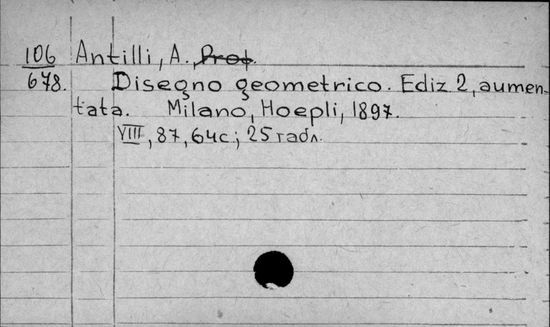 106 Antilli, A., Prof.
678. Disegno geometrico. Ediz 2, aumen-
tata. Milano, Hoepli, 1897.
VIII, 87, 64 с.; 25 табл.